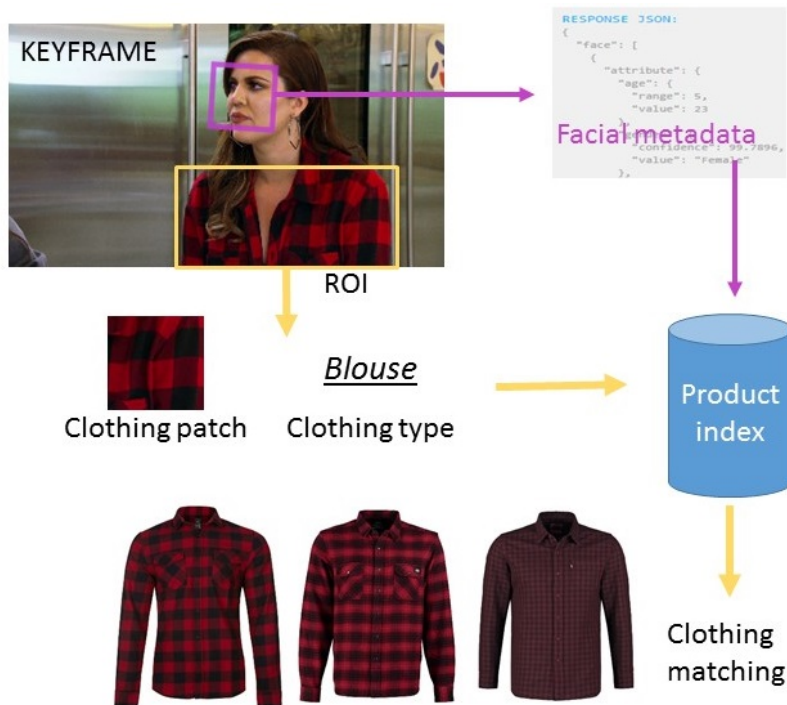 KEYFRAME
RESPONSE JSON:
{
"face": [
{
"attribute": {
"age": {
"range": 5,
"value": 23
},
Facial metadata
"confidence": 99.7896,
"value": "Female"
},
ROI
Blouse
Clothing patch
Clothing type
Product
index
Clothing
matching